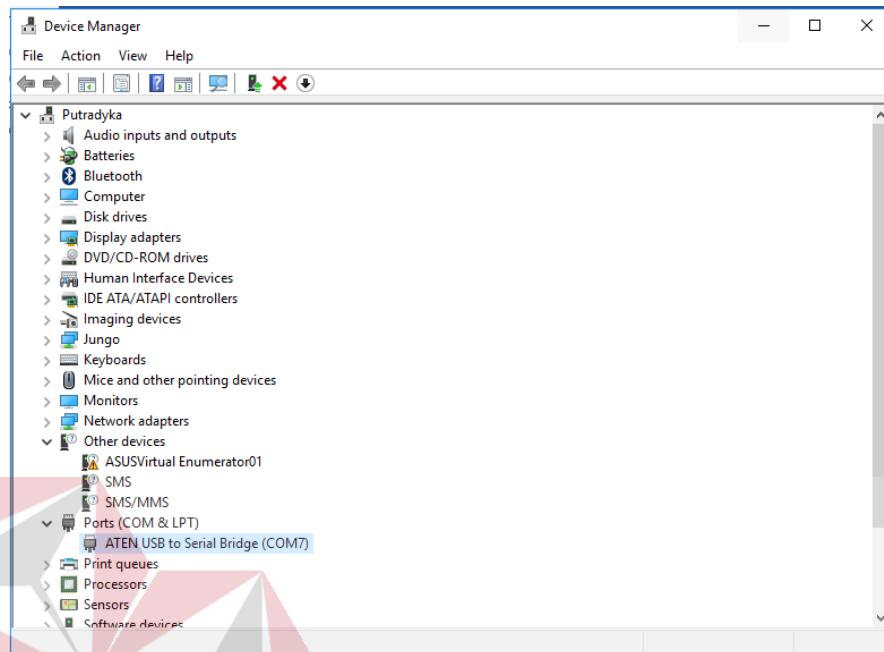 Device Manager
File Action View Help
Putradyka
Audio inputs and outputs
Batteries
Bluetooth
Computer
Disk drives
Display adapters
DVD/CD-ROM drives
Human Interface Devices
IDE ATA/ATAPI controllers
Imaging devices
Jungo
Keyboards
Mice and other pointing devices
Monitors
Network adapters
Other devices
ASUSVirtual Enumerator01
SMS
SMS/MMS
Ports (COM & LPT)
ATEN USB to Serial Bridge (COM7)
Print queues
Processors
Sensors
Software devices